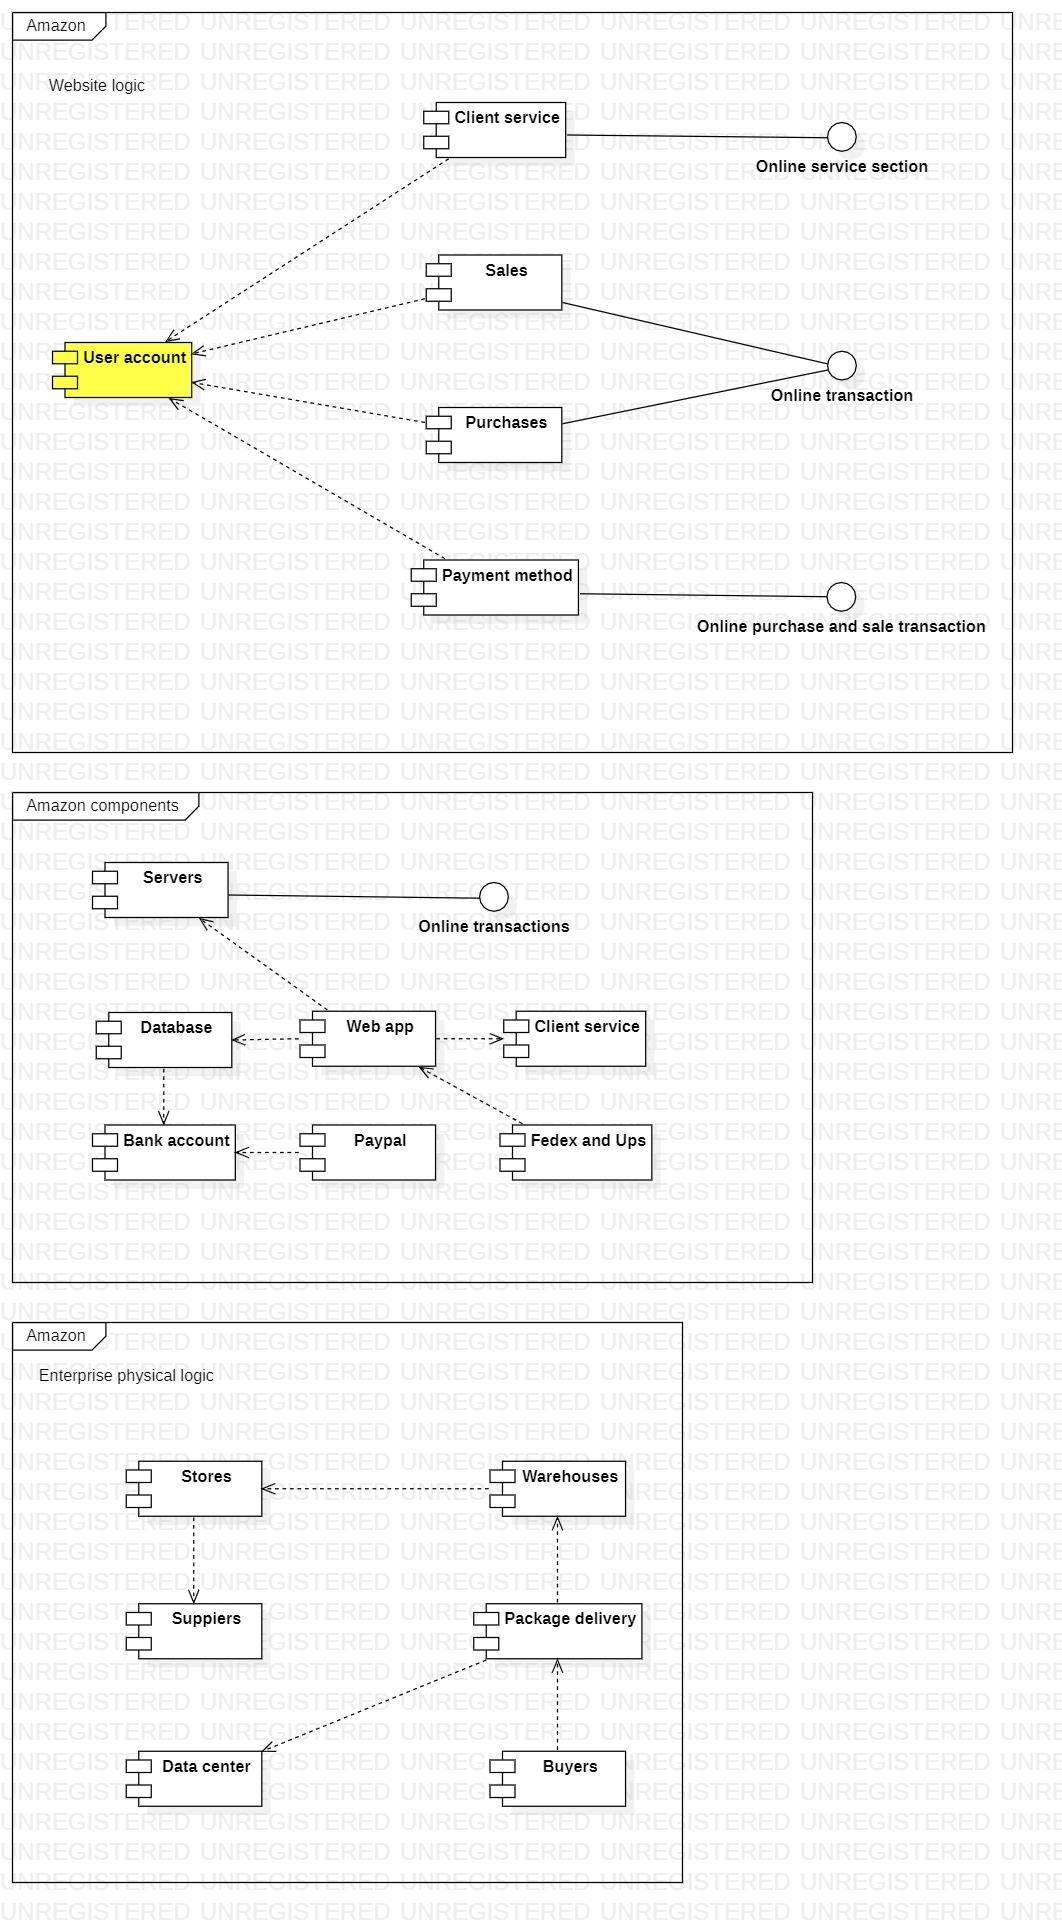 Amazon
Website logic
Client service
Online service section
Sales
User account
Online transaction
Purchases
Payment method
Online purchase and sale transaction
Amazon components
Servers
Online transactions
Database
Web app
Client service
Bank account
Paypal
Fedex and Ups
Amazon
Enterprise physical logic
Stores
Warehouses
Suppiers
Package delivery
Data center
Buyers
UNREGISTERED